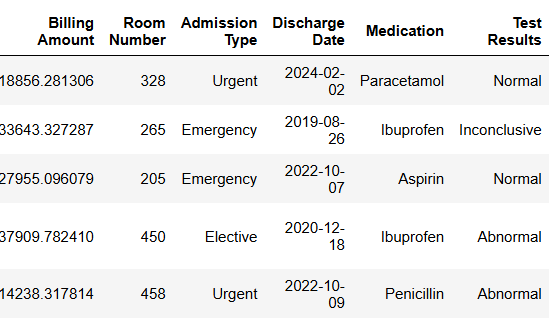 Billing Amount Room Number Admission Type Discharge Date Medication Test Results
18856.281306 328 Urgent 2024-02-02 Paracetamol Normal
33643.327287 265 Emergency 2019-08-26 Ibuprofen Inconclusive
27955.096079 205 Emergency 2022-10-07 Aspirin Normal
37909.782410 450 Elective 2020-12-18 Ibuprofen Abnormal
14238.317814 458 Urgent 2022-10-09 Penicillin Abnormal